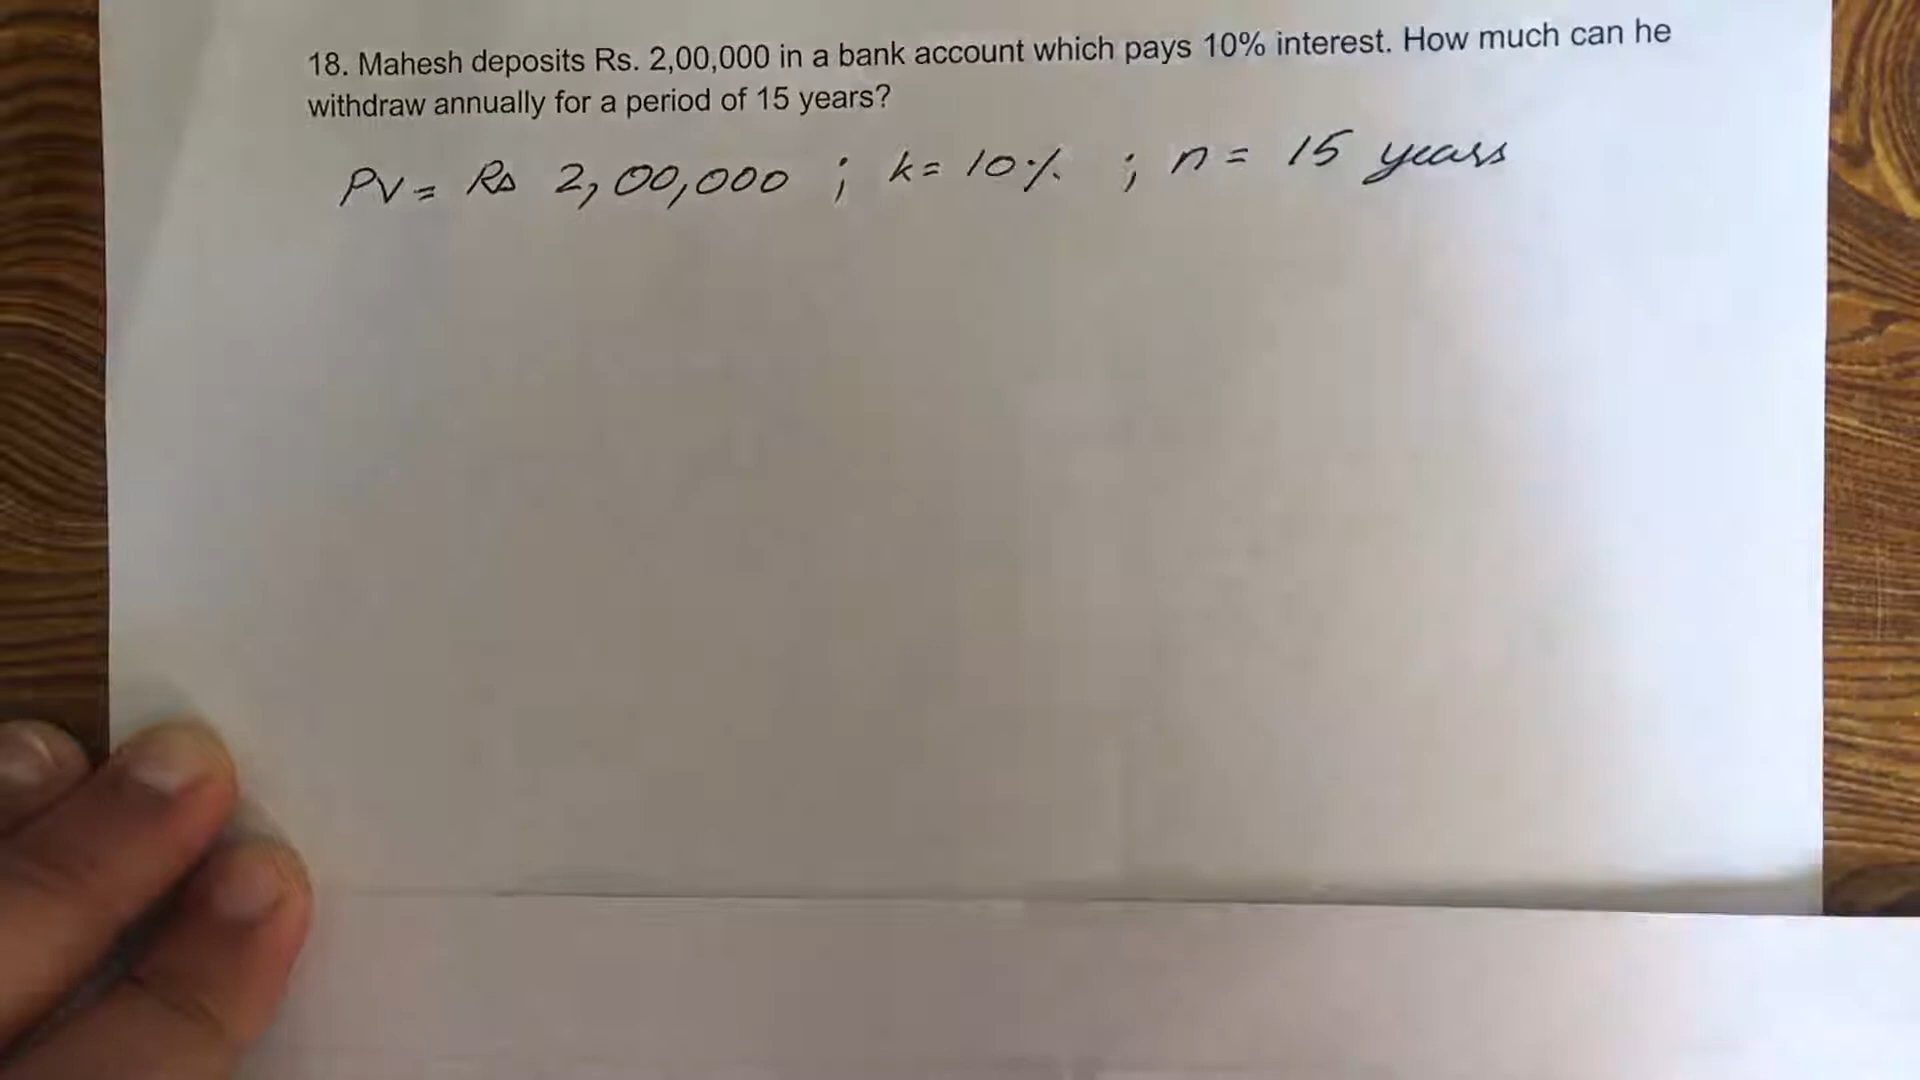 18. Mahesh deposits Rs. 2,00,000 in a bank account which pays 10% interest. How much can he
withdraw annually for a period of 15 years?
PV = Rs 2,00,000 ; k = 10% ; n = 15 years